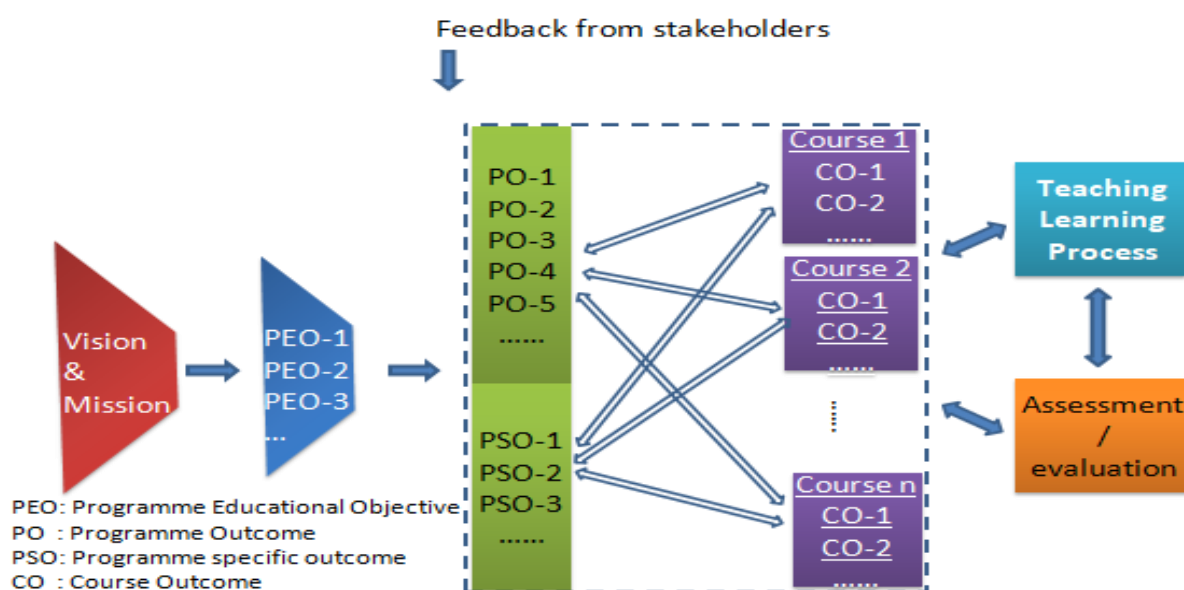 Feedback from stakeholders
Vision
&
Mission
PEO-1
PEO-2
PEO-3
...
PO-1
PO-2
PO-3
PO-4
PO-5
......
PSO-1
PSO-2
PSO-3
......
Course 1
CO-1
CO-2
......
Course 2
CO-1
CO-2
......
......
Course n
CO-1
CO-2
......
Teaching
Learning
Process
Assessment
/
evaluation
PEO: Programme Educational Objective
PO : Programme Outcome
PSO: Programme specific outcome
CO : Course Outcome